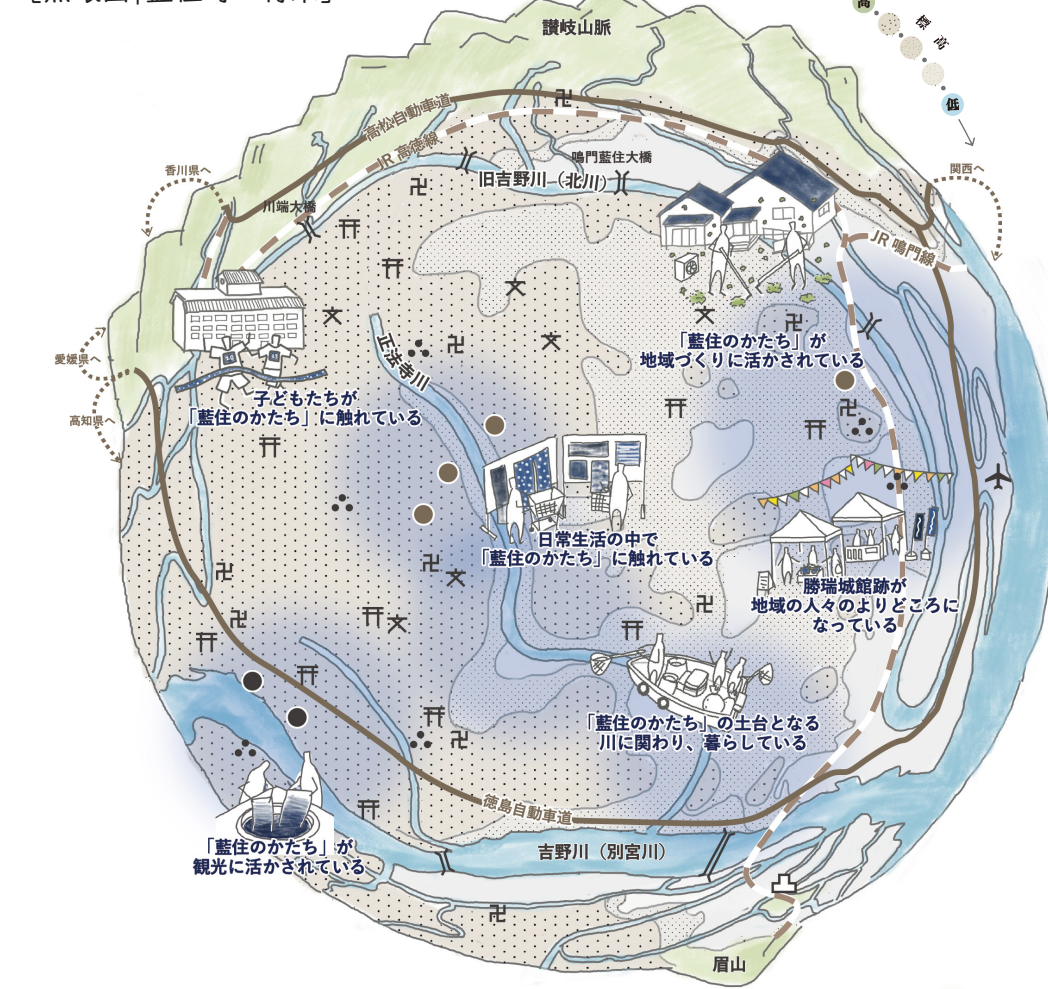 讃岐山脈
高
標高
低
高松自動車道
JR 高徳線
鳴門藍住大橋
旧吉野川（北川）
香川県へ
川端大橋
関西へ
JR 鳴門線
正法寺川
「藍住のかたち」が
地域づくりに活かされている
愛媛県へ
高知県へ
子どもたちが
「藍住のかたち」に触れている
文
文
文
文
日常生活の中で
「藍住のかたち」に触れている
文
文
勝瑞城館跡が
地域の人々のよりどころに
なっている
「藍住のかたち」の土台となる
川に関わり、暮らしている
徳島自動車道
「藍住のかたち」が
観光に活かされている
吉野川（別宮川）
眉山